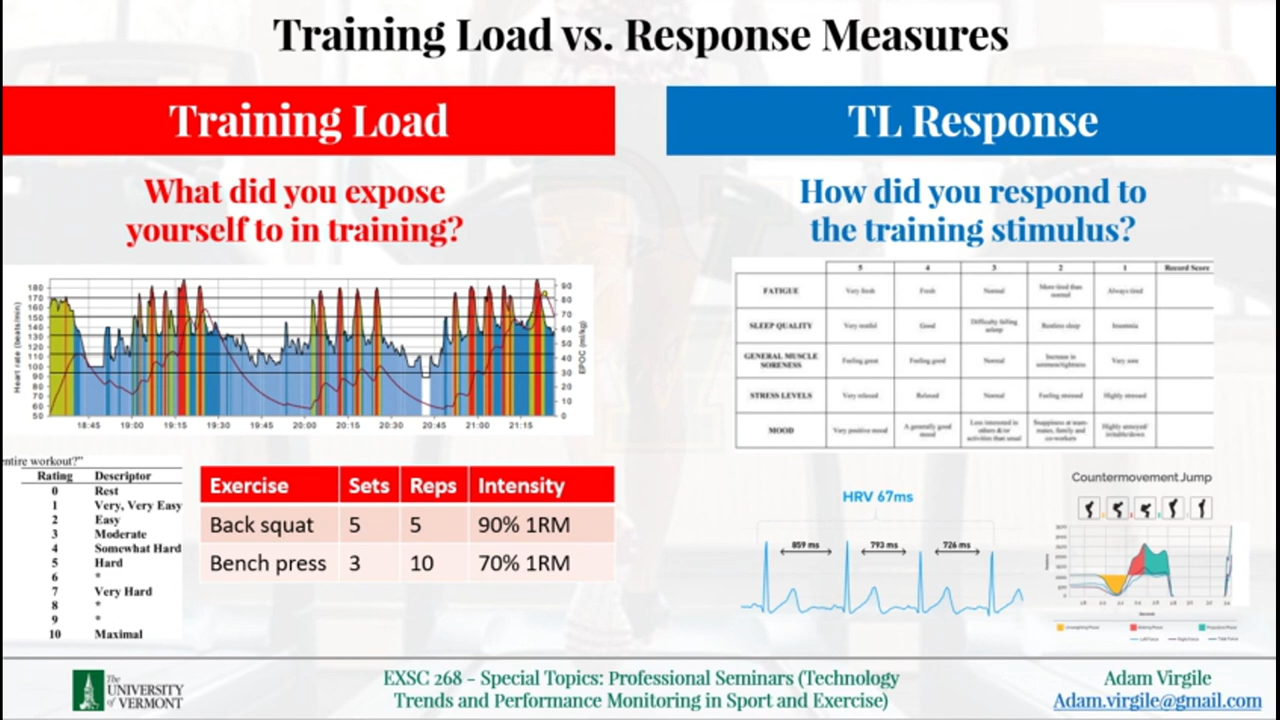 Training Load vs. Response Measures
Training Load
What did you expose
yourself to in training?
Heart rate (beats/min)
180
170
160
150
140
130
120
110
100
90
80
70
60
50
90
80
70
60
50
40
30
20
10
0
EPOC (ml/kg)
18:45 19:00 19:15 19:30 19:45 20:00 20:15 20:30 20:45 21:00 21:15
entire workout?"
Rating Descriptor
0 Rest
1 Very, Very Easy
2 Easy
3 Moderate
4 Somewhat Hard
5 Hard
6 *
7 Very Hard
8 *
9 *
10 Maximal
Exercise Sets Reps Intensity
Back squat 5 5 90% 1RM
Bench press 3 10 70% 1RM
TL Response
How did you respond to
the training stimulus?
5 4 3 2 1 Record Score
FATIGUE Very fresh Fresh Normal More tired than normal Always tired
SLEEP QUALITY Very restful Good Difficulty falling asleep Restless sleep Insomnia
GENERAL MUSCLE SORENESS Feeling great Feeling good Normal Increase in soreness/tightness Very sore
STRESS LEVELS Very relaxed Relaxed Normal Feeling stressed Highly stressed
MOOD Very positive mood A generally good mood Less interested in others &/or activities than usual Snappiness at team-mates, family and co-workers Highly annoyed/irritable/down
HRV 67ms
859 ms 793 ms 726 ms
Countermovement Jump
Unweighting Phase Braking Phase Propulsive Phase
Left Force Right Force Total Force
The
UNIVERSITY
of VERMONT
EXSC 268 - Special Topics: Professional Seminars (Technology
Trends and Performance Monitoring in Sport and Exercise)
Adam Virgile
Adam.virgile@gmail.com